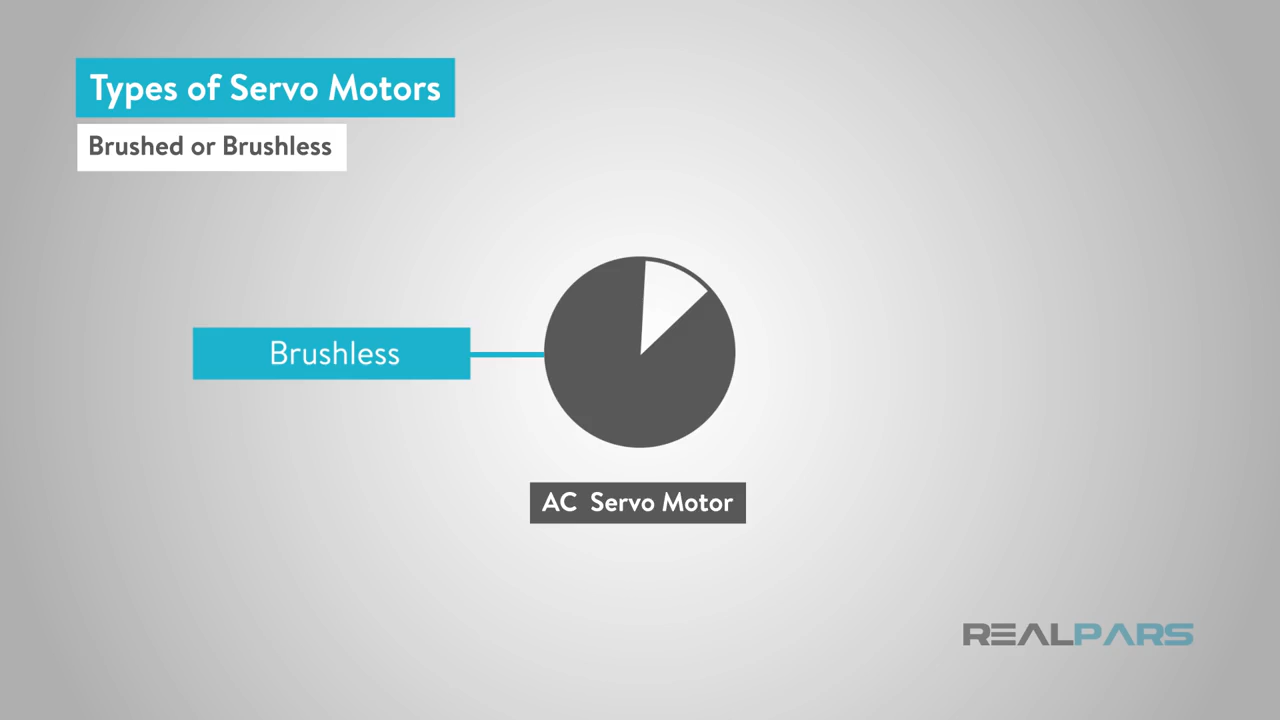 Types of Servo Motors
Brushed or Brushless
Brushless
AC Servo Motor
REALPARS